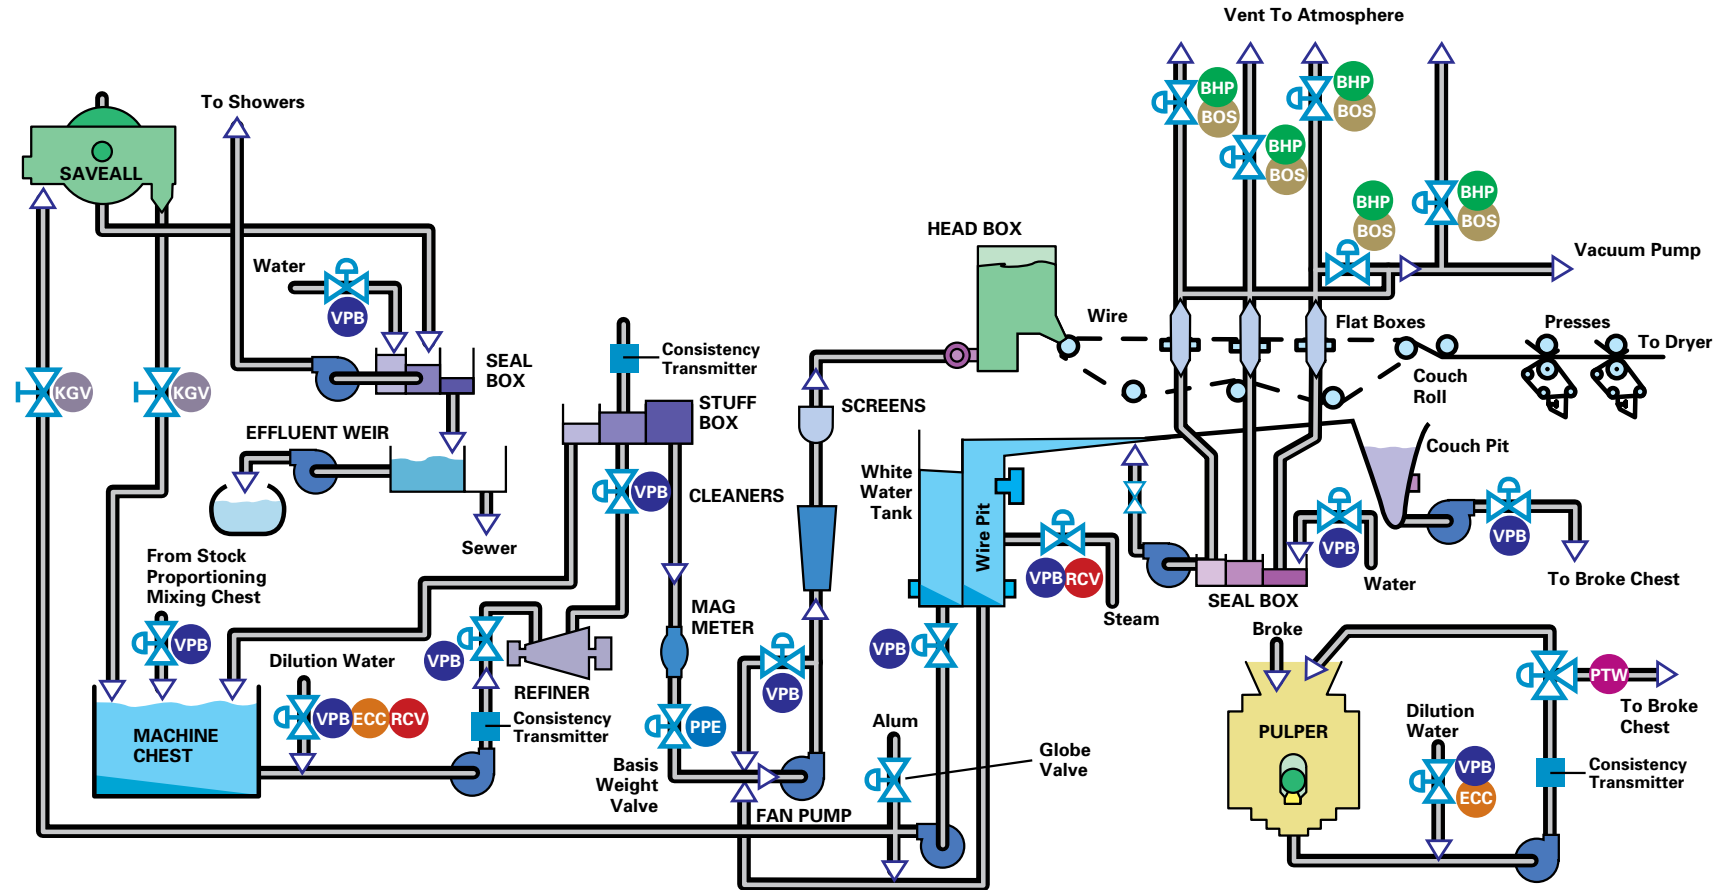 Vent To Atmosphere
BHP
BOS
BHP
BOS
BHP
BOS
BHP
BOS
BHP
BOS
Vacuum Pump
To Showers
SAVEALL
Water
VPB
KGV
KGV
SEAL
BOX
EFFLUENT WEIR
Sewer
Consistency
Transmitter
STUFF
BOX
VPB
CLEANERS
SCREENS
HEAD BOX
Wire
Flat Boxes
Presses
To Dryer
Couch
Roll
Couch Pit
White
Water
Tank
Wire Pit
VPB
RCV
Steam
SEAL BOX
VPB
Water
VPB
To Broke Chest
From Stock
Proportioning
Mixing Chest
VPB
Dilution Water
VPB
ECC
RCV
MACHINE
CHEST
VPB
REFINER
Consistency
Transmitter
MAG
METER
PPE
Basis
Weight
Valve
VPB
FAN PUMP
VPB
Alum
Globe
Valve
Broke
PULPER
Dilution
Water
VPB
ECC
PTW
To Broke
Chest
Consistency
Transmitter